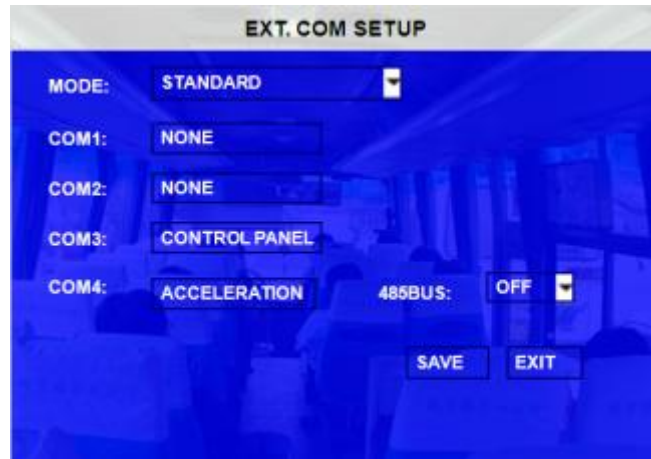 EXT. COM SETUP
MODE: STANDARD
COM1: NONE
COM2: NONE
COM3: CONTROL PANEL
COM4: ACCELERATION 485BUS: OFF
SAVE EXIT